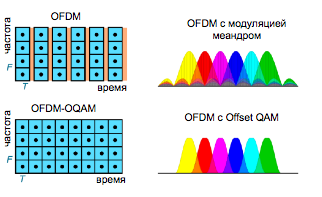 OFDM
частота
F
T
время
OFDM с модуляцией
меандром
OFDM-OQAM
частота
F
T
время
OFDM с Offset QAM